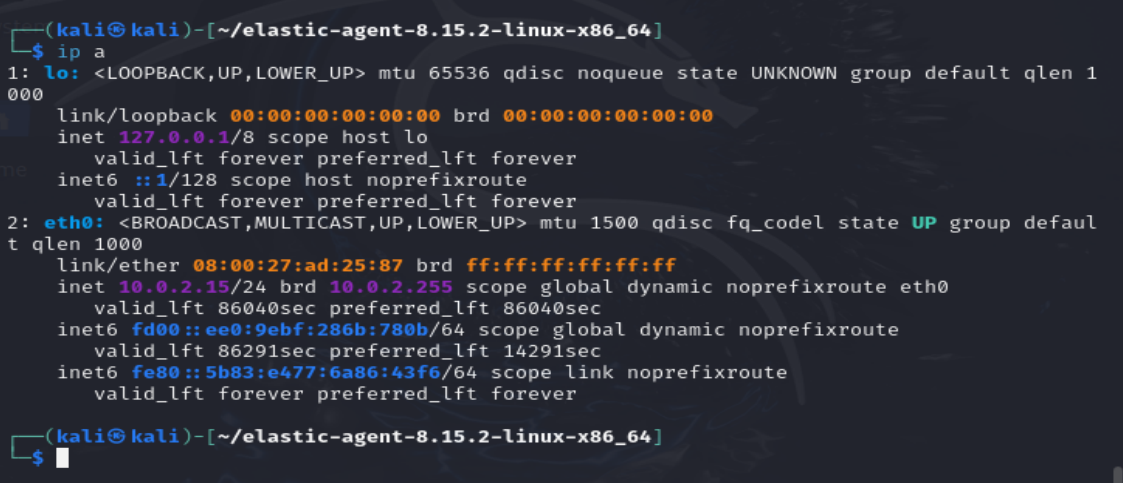 ┌──(kali㉿kali)-[~/elastic-agent-8.15.2-linux-x86_64]
└─$ ip a
1: lo: <LOOPBACK,UP,LOWER_UP> mtu 65536 qdisc noqueue state UNKNOWN group default qlen 1
000
    link/loopback 00:00:00:00:00:00 brd 00:00:00:00:00:00
    inet 127.0.0.1/8 scope host lo
       valid_lft forever preferred_lft forever
    inet6 ::1/128 scope host noprefixroute
       valid_lft forever preferred_lft forever
2: eth0: <BROADCAST,MULTICAST,UP,LOWER_UP> mtu 1500 qdisc fq_codel state UP group defaul
t qlen 1000
    link/ether 08:00:27:ad:25:87 brd ff:ff:ff:ff:ff:ff
    inet 10.0.2.15/24 brd 10.0.2.255 scope global dynamic noprefixroute eth0
       valid_lft 86040sec preferred_lft 86040sec
    inet6 fd00::ee0:9ebf:286b:780b/64 scope global dynamic noprefixroute
       valid_lft 86291sec preferred_lft 14291sec
    inet6 fe80::5b83:e477:6a86:43f6/64 scope link noprefixroute
       valid_lft forever preferred_lft forever
┌──(kali㉿kali)-[~/elastic-agent-8.15.2-linux-x86_64]
└─$